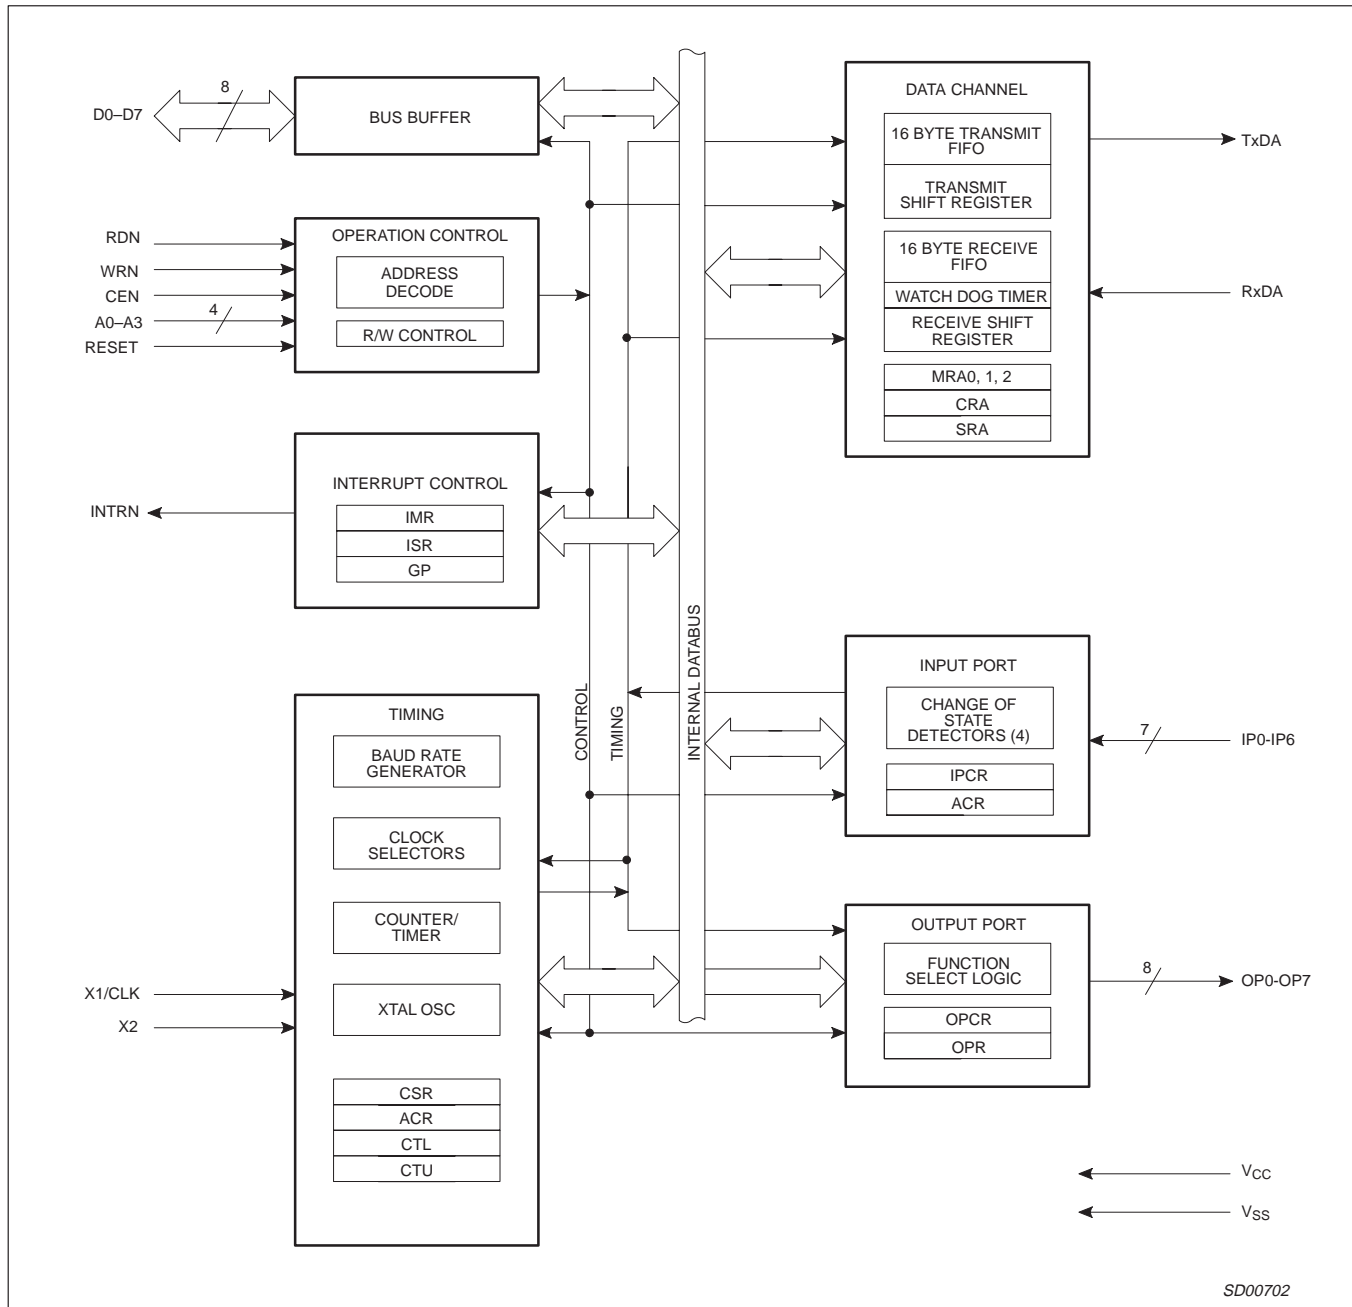 D0–D7
8
BUS BUFFER
RDN
WRN
CEN
A0–A3
4
RESET
OPERATION CONTROL
ADDRESS
DECODE
R/W CONTROL
INTRN
INTERRUPT CONTROL
IMR
ISR
GP
TIMING
BAUD RATE
GENERATOR
CLOCK
SELECTORS
COUNTER/
TIMER
X1/CLK
X2
XTAL OSC
CSR
ACR
CTL
CTU
CONTROL
TIMING
INTERNAL DATABUS
DATA CHANNEL
16 BYTE TRANSMIT
FIFO
TRANSMIT
SHIFT REGISTER
16 BYTE RECEIVE
FIFO
WATCH DOG TIMER
RECEIVE SHIFT
REGISTER
MRA0, 1, 2
CRA
SRA
TxDA
RxDA
INPUT PORT
CHANGE OF
STATE
DETECTORS (4)
IPCR
ACR
7
IP0-IP6
OUTPUT PORT
FUNCTION
SELECT LOGIC
OPCR
OPR
8
OP0-OP7
VCC
VSS
SD00702